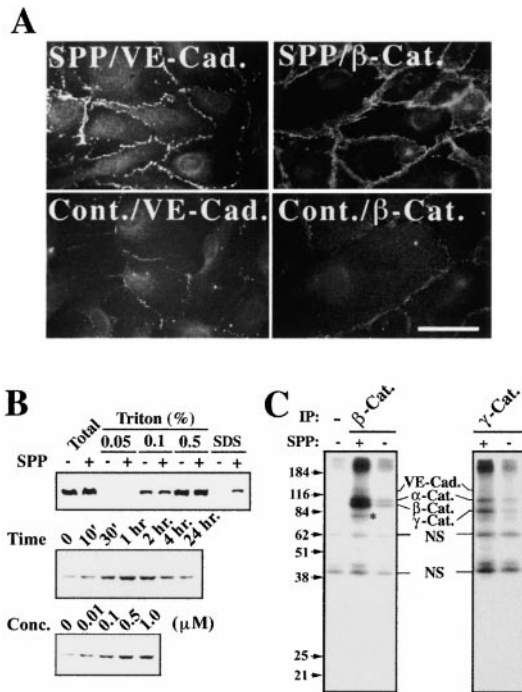 A
SPP/VE-Cad.
SPP/β-Cat.
Cont./VE-Cad.
Cont./β-Cat.
B
Total
Triton (%)
0.05 0.1 0.5 SDS
SPP - + - + - + - + - +
Time 0 10' 30' 1 hr. 2 hr. 4 hr. 24 hr.
Conc. 0 0.01 0.1 0.5 1.0 (μM)
C
IP: - β-Cat. γ-Cat.
SPP: - + - + -
184
116
84
62
51
38
25
21
VE-Cad.
α-Cat.
β-Cat.
γ-Cat.
*
NS
NS